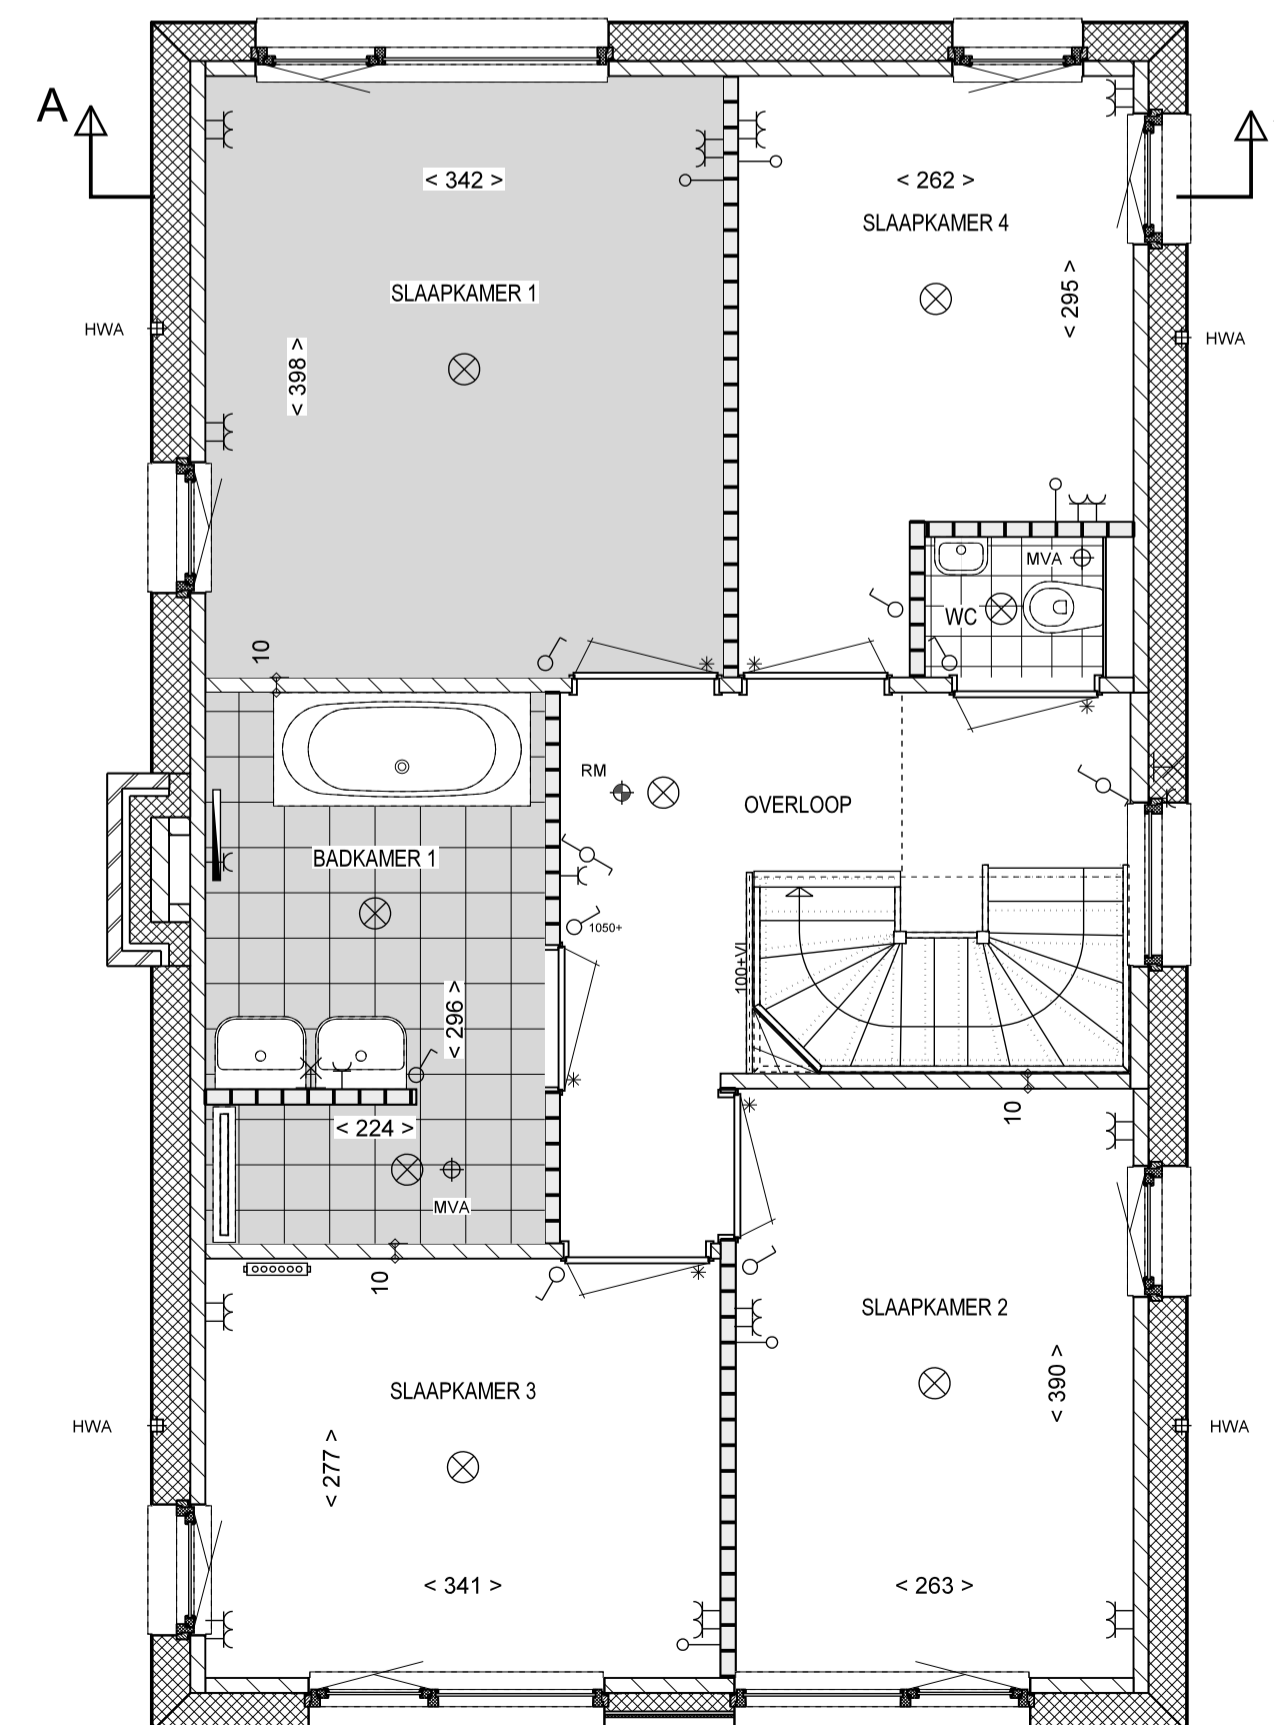 A
< 342 >
< 262 >
SLAAPKAMER 4
SLAAPKAMER 1
< 295 >
HWA
HWA
< 398 >
MVA
WC
10
RM
OVERLOOP
BADKAMER 1
1050+
100+VL
< 296 >
10
< 224 >
MVA
10
SLAAPKAMER 2
SLAAPKAMER 3
< 390 >
HWA
HWA
< 277 >
< 341 >
< 263 >